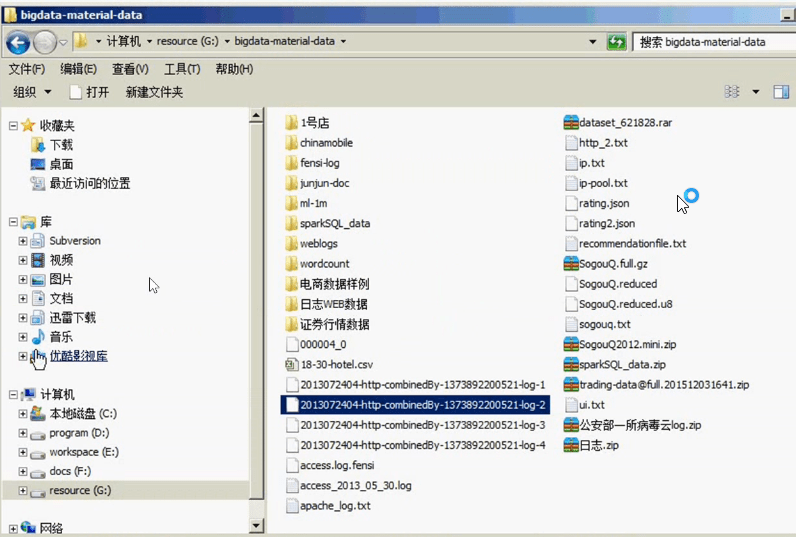 bigdata-material-data
计算机 resource (G:) bigdata-material-data
搜索 bigdata-material-data
文件(F) 编辑(E) 查看(V) 工具(T) 帮助(H)
组织 打开 新建文件夹
收藏夹
下载
桌面
最近访问的位置
库
Subversion
视频
图片
文档
迅雷下载
音乐
优酷影视库
计算机
本地磁盘 (C:)
program (D:)
workspace (E:)
docs (F:)
resource (G:)
网络
1号店
chinamobile
fensi-log
junjun-doc
ml-1m
sparkSQL_data
weblogs
wordcount
电商数据样例
日志WEB数据
证券行情数据
000004_0
18-30-hotel.csv
2013072404-http-combinedBy-1373892200521-log-1
2013072404-http-combinedBy-1373892200521-log-2
2013072404-http-combinedBy-1373892200521-log-3
2013072404-http-combinedBy-1373892200521-log-4
access.log.fensi
access_2013_05_30.log
apache_log.txt
dataset_621828.rar
http_2.txt
ip.txt
ip-pool.txt
rating.json
rating2.json
recommendationfile.txt
SogouQ.full.gz
SogouQ.reduced
SogouQ.reduced.u8
sogouq.txt
SogouQ2012.mini.zip
sparkSQL_data.zip
trading-data@full.201512031641.zip
ui.txt
公安部一所病毒云log.zip
日志.zip